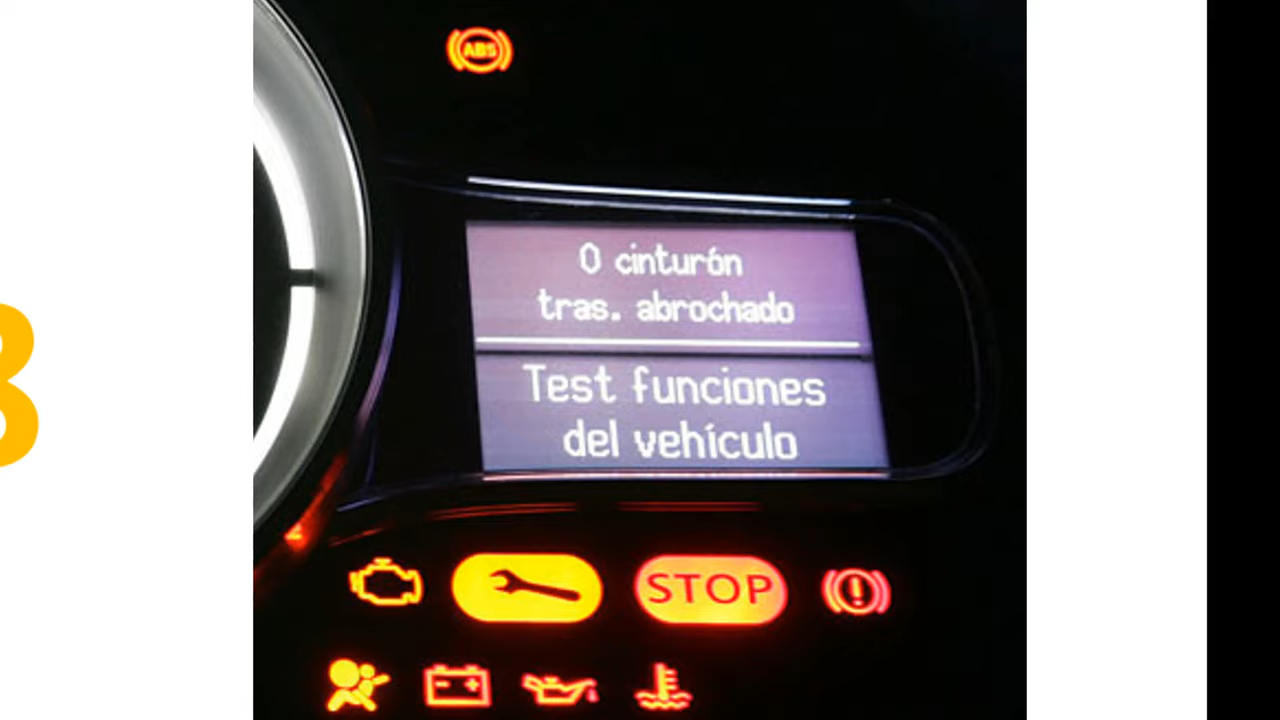 ABS
0 cinturón
tras. abrochado
Test funciones
del vehículo
STOP